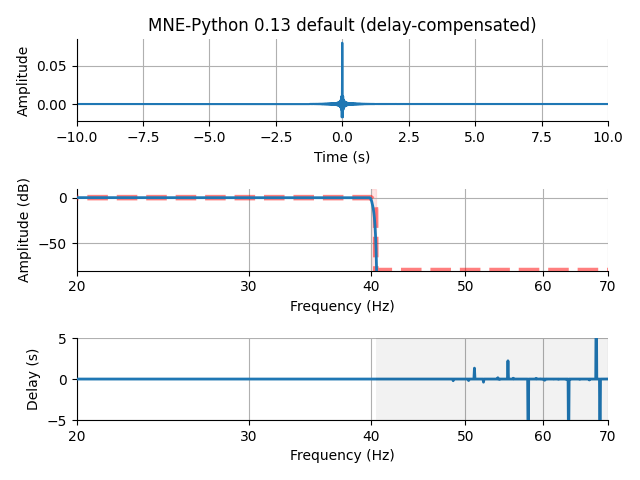 MNE-Python 0.13 default (delay-compensated)
Amplitude
0.05
0.00
−10.0 −7.5 −5.0 −2.5 0.0 2.5 5.0 7.5 10.0
Time (s)
Amplitude (dB)
0
−50
20 30 40 50 60 70
Frequency (Hz)
Delay (s)
5
0
−5
20 30 40 50 60 70
Frequency (Hz)